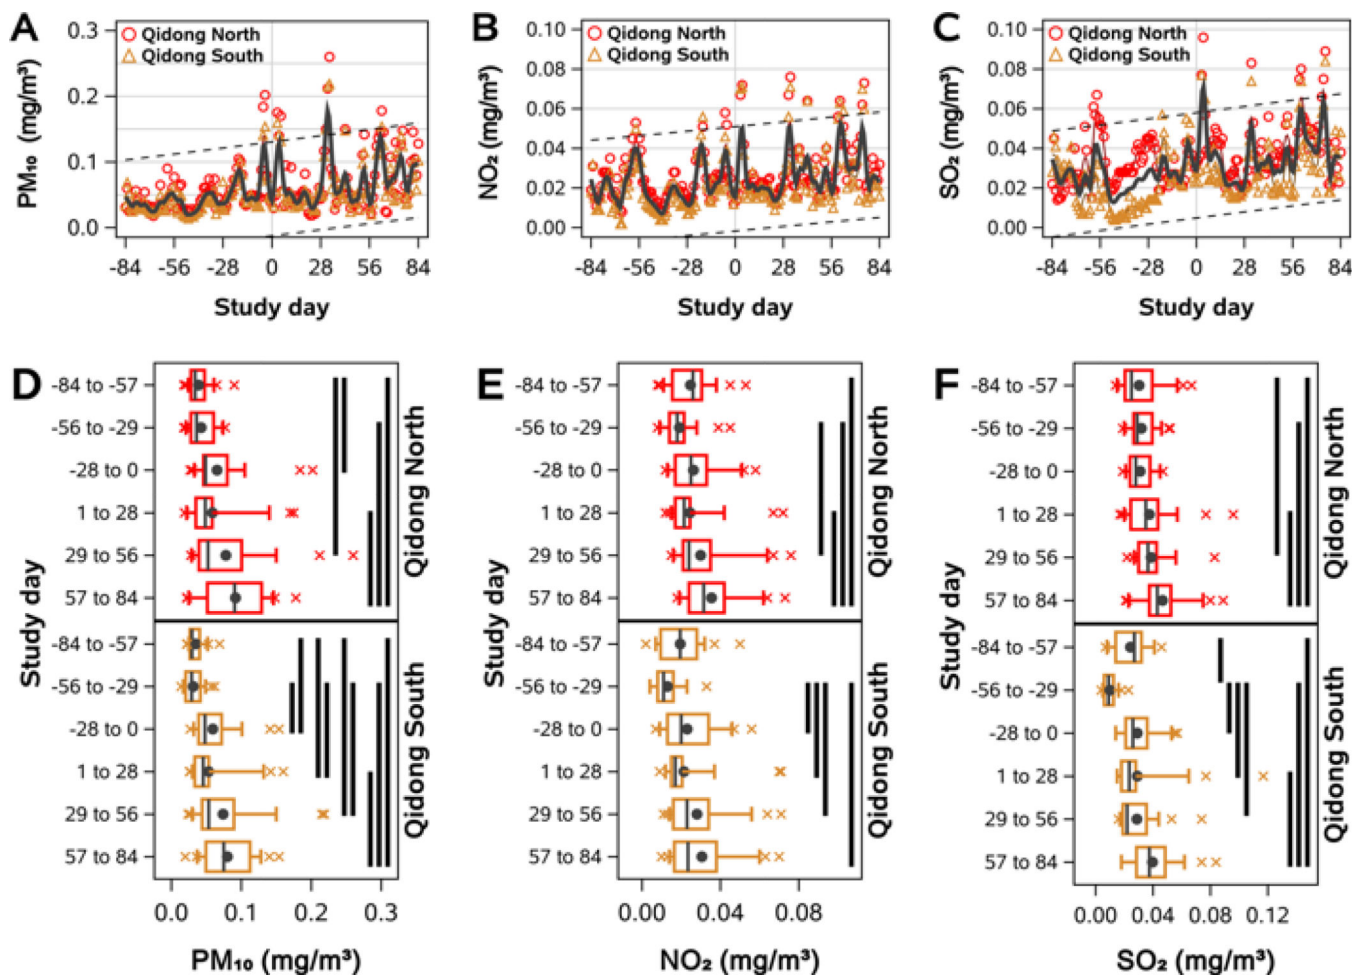 A
PM₁₀ (mg/m³)
0.3
0.2
0.1
0.0
Qidong North
Qidong South
-84 -56 -28 0 28 56 84
Study day
B
NO₂ (mg/m³)
0.10
0.08
0.06
0.04
0.02
0.00
Qidong North
Qidong South
-84 -56 -28 0 28 56 84
Study day
C
SO₂ (mg/m³)
0.10
0.08
0.06
0.04
0.02
0.00
Qidong North
Qidong South
-84 -56 -28 0 28 56 84
Study day
D
Study day
-84 to -57
-56 to -29
-28 to 0
1 to 28
29 to 56
57 to 84
Qidong North
-84 to -57
-56 to -29
-28 to 0
1 to 28
29 to 56
57 to 84
Qidong South
0.0 0.1 0.2 0.3
PM₁₀ (mg/m³)
E
Study day
-84 to -57
-56 to -29
-28 to 0
1 to 28
29 to 56
57 to 84
Qidong North
-84 to -57
-56 to -29
-28 to 0
1 to 28
29 to 56
57 to 84
Qidong South
0.00 0.04 0.08
NO₂ (mg/m³)
F
Study day
-84 to -57
-56 to -29
-28 to 0
1 to 28
29 to 56
57 to 84
Qidong North
-84 to -57
-56 to -29
-28 to 0
1 to 28
29 to 56
57 to 84
Qidong South
0.00 0.04 0.08 0.12
SO₂ (mg/m³)